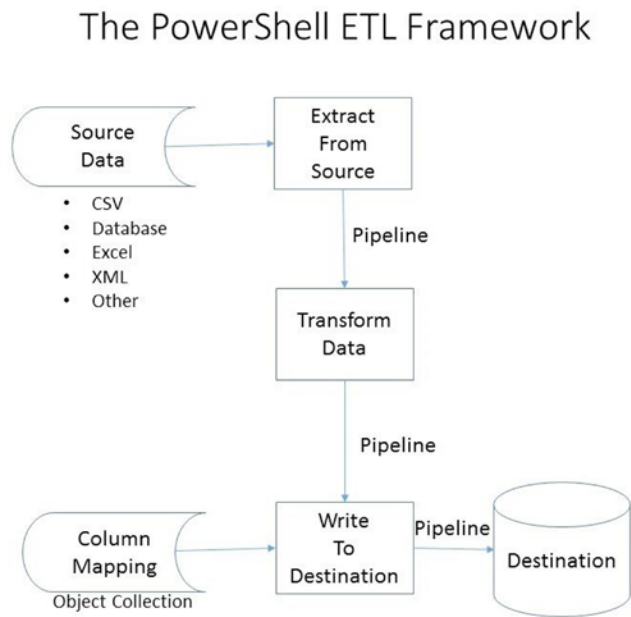 The PowerShell ETL Framework
Source
Data
Extract
From
Source
• CSV
• Database
• Excel
• XML
• Other
Pipeline
Transform
Data
Pipeline
Column
Mapping
Object Collection
Write
To
Destination
Pipeline
Destination